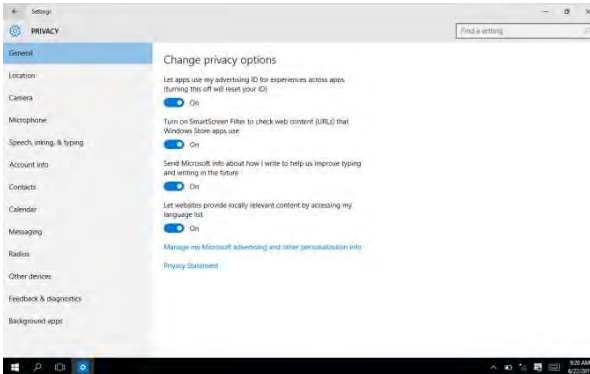 Settings
PRIVACY
Find a setting
General
Location
Camera
Microphone
Speech, inking, & typing
Account info
Contacts
Calendar
Messaging
Radios
Other devices
Feedback & diagnostics
Background apps
Change privacy options
Let apps use my advertising ID for experiences across apps
(turning this off will reset your ID)
On
Turn on SmartScreen Filter to check web content (URLs) that
Windows Store apps use
On
Send Microsoft info about how I write to help us improve typing
and writing in the future
On
Let websites provide locally relevant content by accessing my
language list
On
Manage my Microsoft advertising and other personalization info
Privacy Statement
9:20 AM